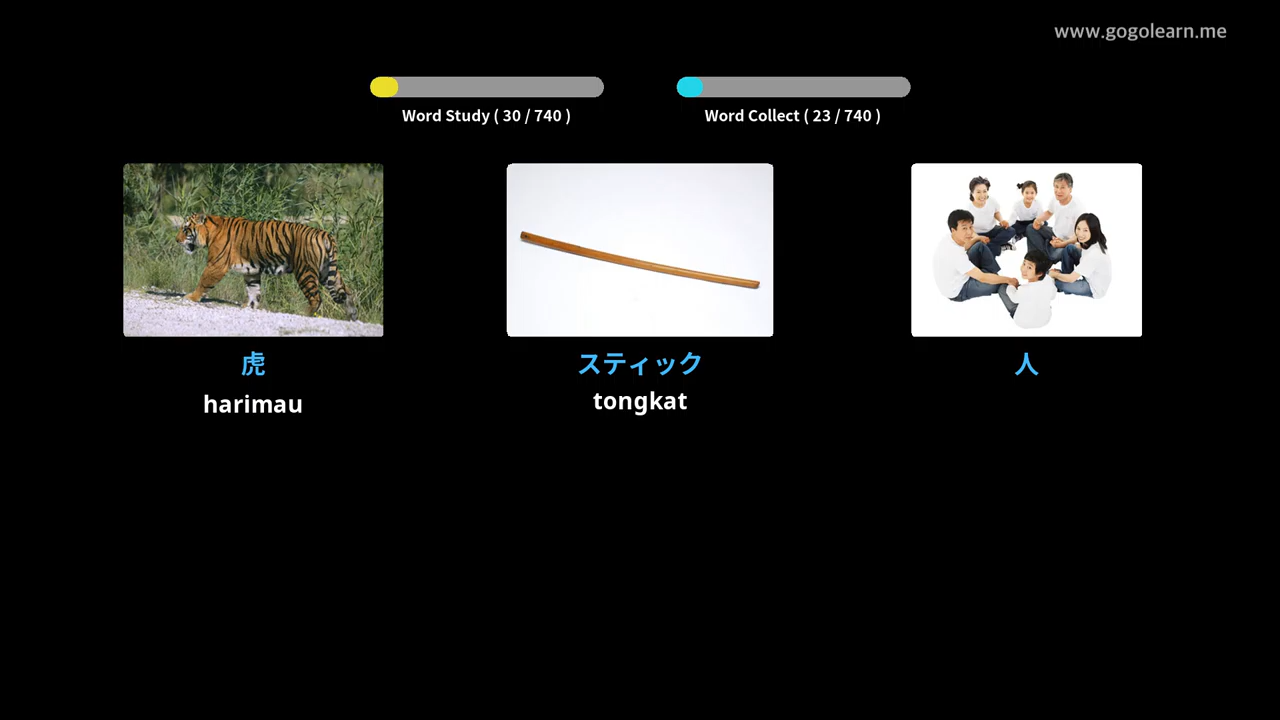 www.gogolearn.me
Word Study ( 30 / 740 )
Word Collect ( 23 / 740 )
虎
スティック
人
harimau
tongkat